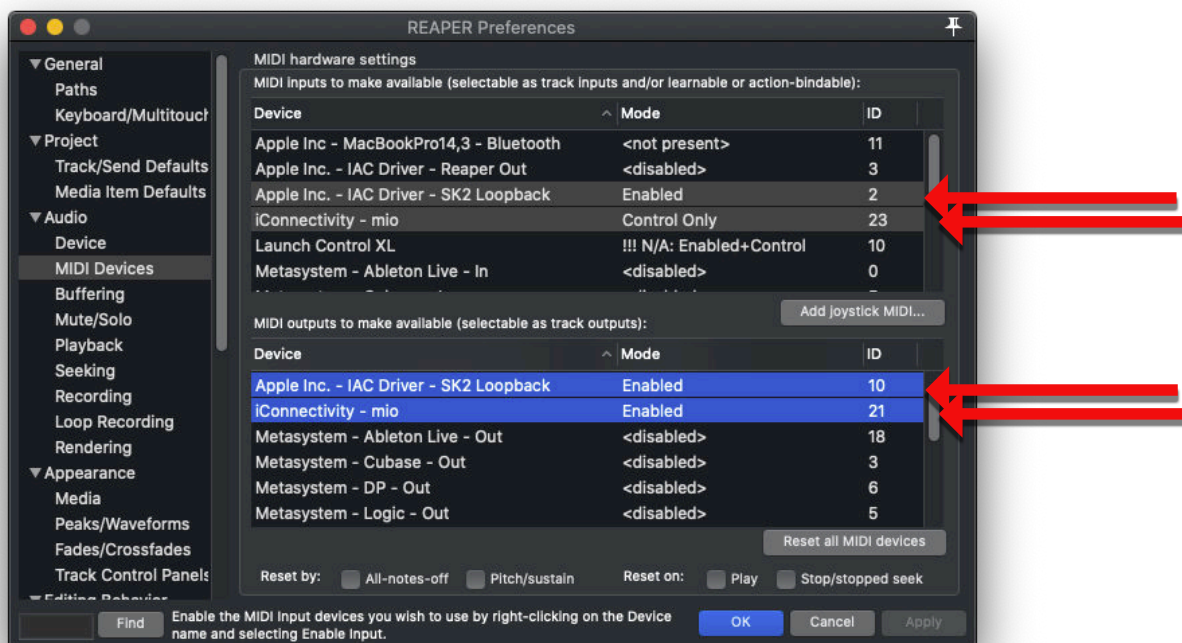 REAPER Preferences
General
Paths
Keyboard/Multitouch
Project
Track/Send Defaults
Media Item Defaults
Audio
Device
MIDI Devices
Buffering
Mute/Solo
Playback
Seeking
Recording
Loop Recording
Rendering
Appearance
Media
Peaks/Waveforms
Fades/Crossfades
Track Control Panels
Editing Behavior
Find
MIDI hardware settings
MIDI inputs to make available (selectable as track inputs and/or learnable or action-bindable):
Device Mode ID
Apple Inc - MacBookPro14,3 - Bluetooth <not present> 11
Apple Inc. - IAC Driver - Reaper Out <disabled> 3
Apple Inc. - IAC Driver - SK2 Loopback Enabled 2
iConnectivity - mio Control Only 23
Launch Control XL !!! N/A: Enabled+Control 10
Metasystem - Ableton Live - In <disabled> 0
Add joystick MIDI...
MIDI outputs to make available (selectable as track outputs):
Device Mode ID
Apple Inc. - IAC Driver - SK2 Loopback Enabled 10
iConnectivity - mio Enabled 21
Metasystem - Ableton Live - Out <disabled> 18
Metasystem - Cubase - Out <disabled> 3
Metasystem - DP - Out <disabled> 6
Metasystem - Logic - Out <disabled> 5
Reset all MIDI devices
Reset by: All-notes-off Pitch/sustain Reset on: Play Stop/stopped seek
Enable the MIDI Input devices you wish to use by right-clicking on the Device
name and selecting Enable Input.
OK Cancel Apply